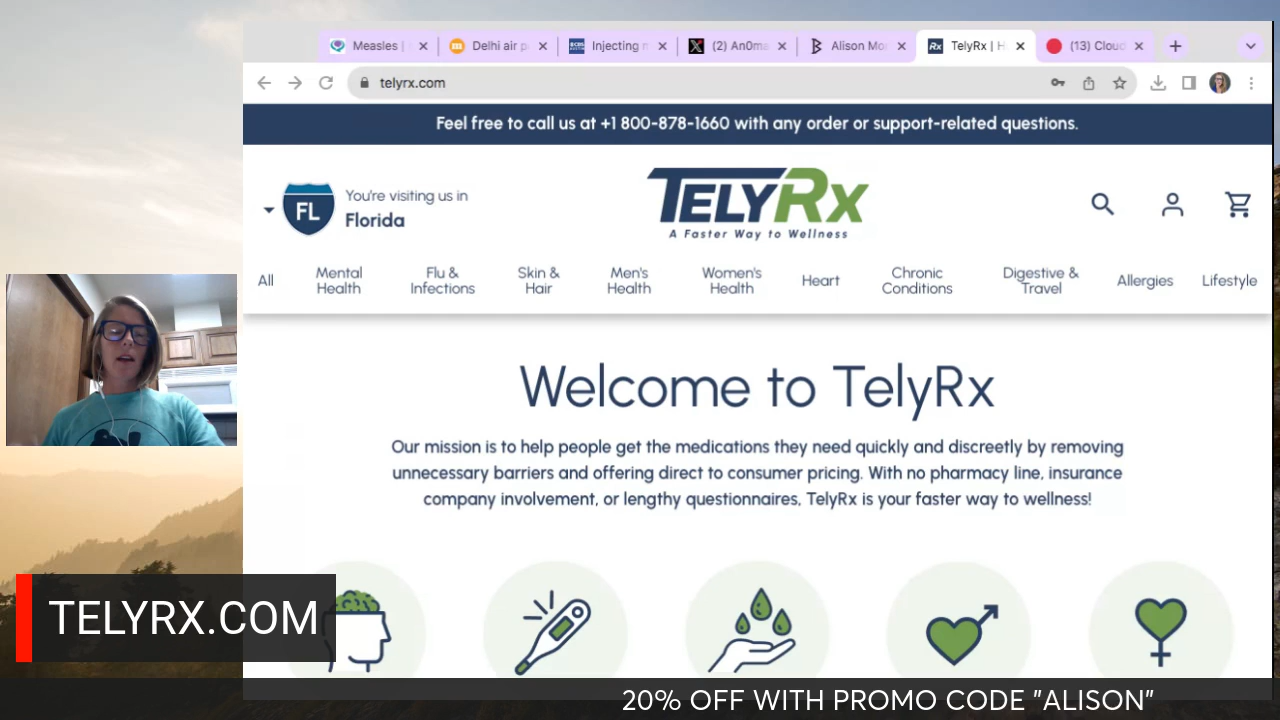 Measles |
Delhi air p
Injecting m
(2) An0ma
Alison Mo
TelyRx | H
(13) Cloud
telyrx.com
Feel free to call us at +1 800-878-1660 with any order or support-related questions.
FL
You're visiting us in
Florida
TELYRx
A Faster Way to Wellness
All
Mental
Health
Flu &
Infections
Skin &
Hair
Men's
Health
Women's
Health
Heart
Chronic
Conditions
Digestive &
Travel
Allergies
Lifestyle
Welcome to TelyRx
Our mission is to help people get the medications they need quickly and discreetly by removing
unnecessary barriers and offering direct to consumer pricing. With no pharmacy line, insurance
company involvement, or lengthy questionnaires, TelyRx is your faster way to wellness!
TELYRX.COM
20% OFF WITH PROMO CODE "ALISON"